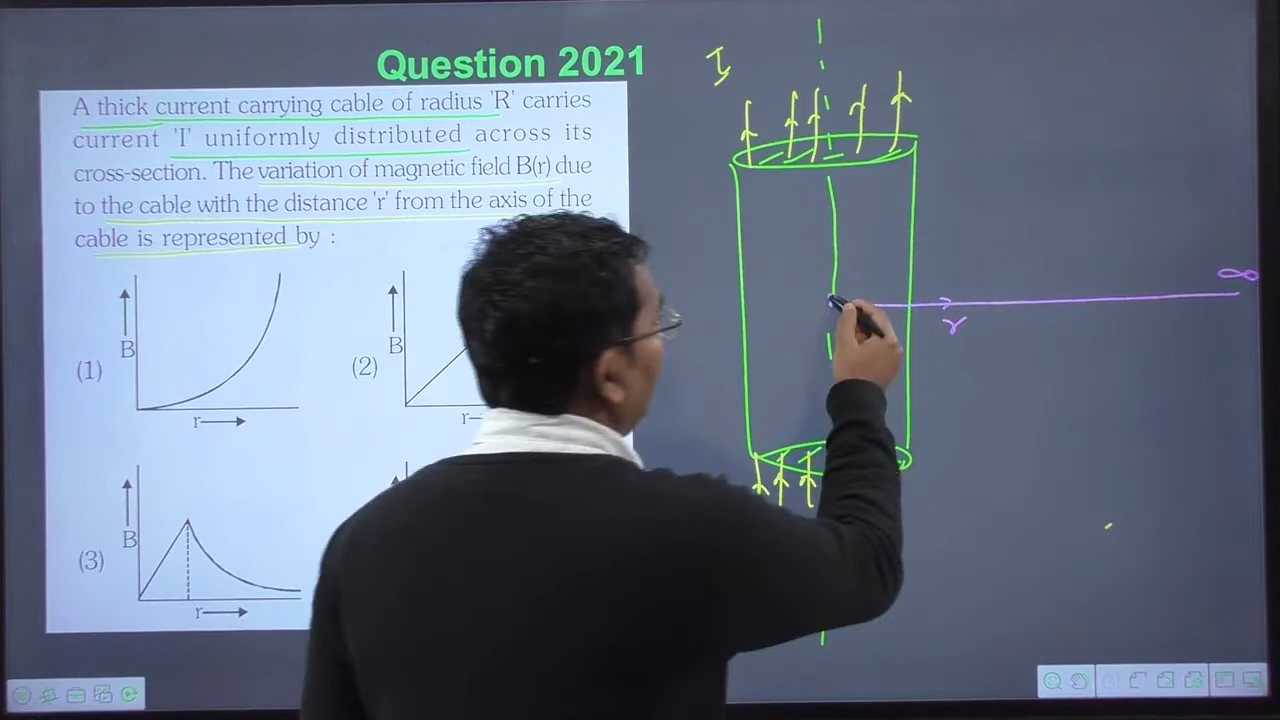 Question 2021
I
A thick current carrying cable of radius 'R' carries
current 'I' uniformly distributed across its
cross-section. The variation of magnetic field B(r) due
to the cable with the distance 'r' from the axis of the
cable is represented by :
(1)
B
r
(2)
B
r
(3)
B
r
∞
r